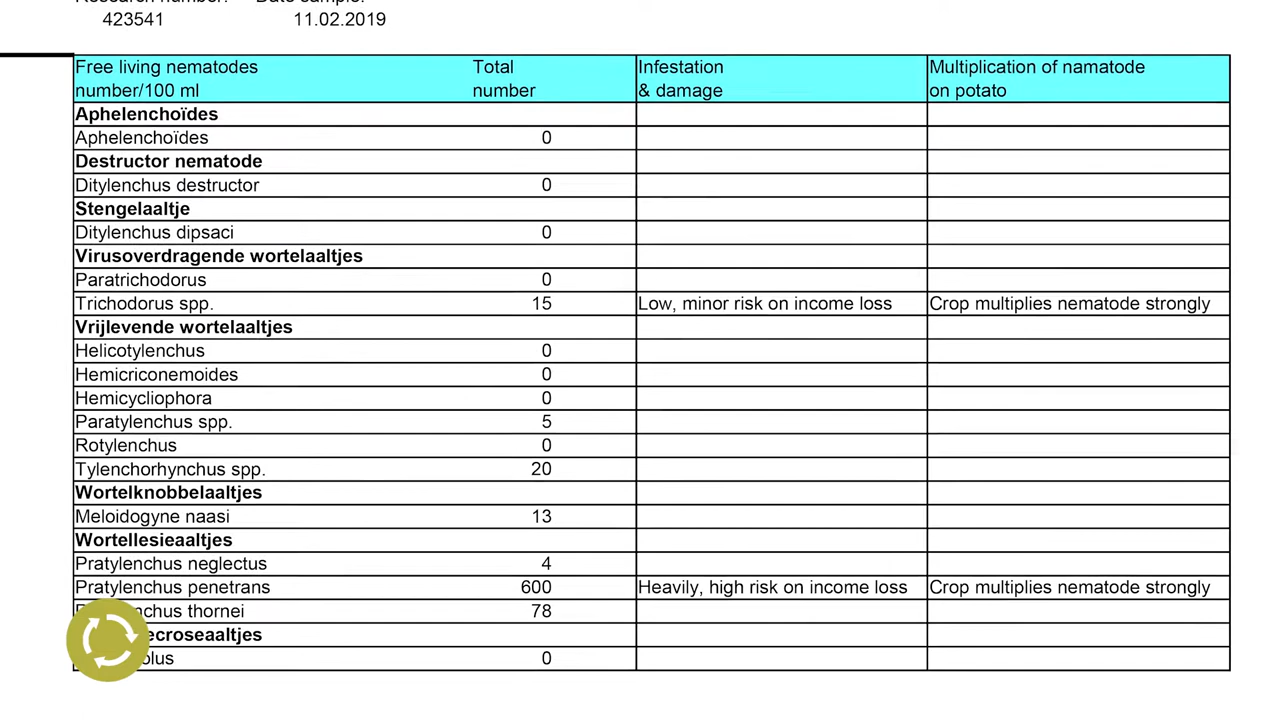 423541 11.02.2019
Free living nematodes Total Infestation Multiplication of namatode
number/100 ml number & damage on potato
Aphelenchoïdes
Aphelenchoïdes 0
Destructor nematode
Ditylenchus destructor 0
Stengelaaltje
Ditylenchus dipsaci 0
Virusoverdragende wortelaaltjes
Paratrichodorus 0
Trichodorus spp. 15 Low, minor risk on income loss Crop multiplies nematode strongly
Vrijlevende wortelaaltjes
Helicotylenchus 0
Hemicriconemoides 0
Hemicycliophora 0
Paratylenchus spp. 5
Rotylenchus 0
Tylenchorhynchus spp. 20
Wortelknobbelaaltjes
Meloidogyne naasi 13
Wortellesieaaltjes
Pratylenchus neglectus 4
Pratylenchus penetrans 600 Heavily, high risk on income loss Crop multiplies nematode strongly
thornei 78
0